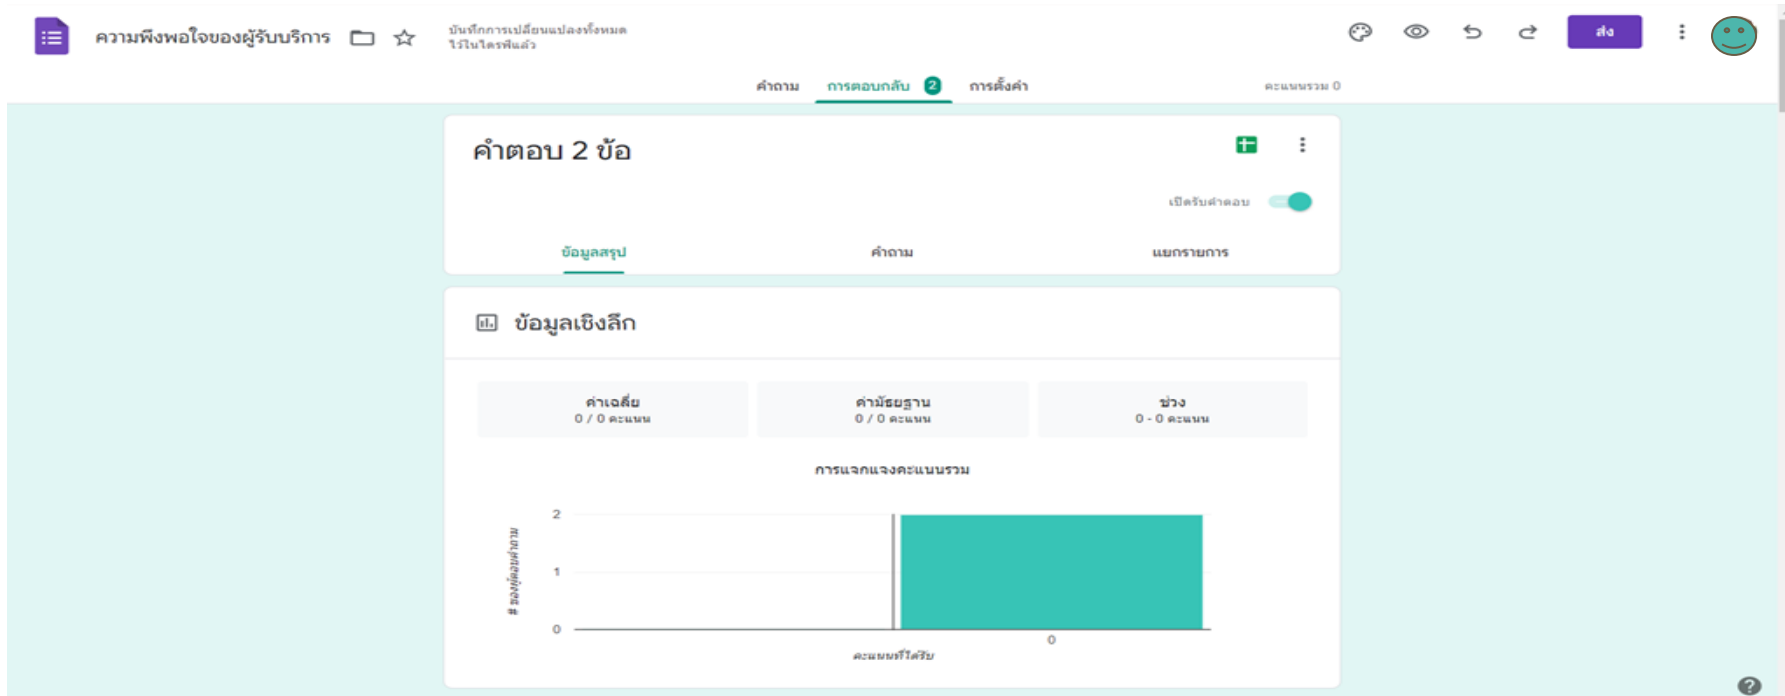 ความพึงพอใจของผู้รับบริการ
บันทึกการเปลี่ยนแปลงทั้งหมด
ไว้ในไดรฟ์แล้ว
ส่ง
คำถาม
การตอบกลับ 2
การตั้งค่า
คะแนนรวม 0
คำตอบ 2 ข้อ
เปิดรับคำตอบ
ข้อมูลสรุป
คำถาม
แยกรายการ
ข้อมูลเชิงลึก
ค่าเฉลี่ย
0 / 0 คะแนน
ค่ามัธยฐาน
0 / 0 คะแนน
ช่วง
0 - 0 คะแนน
การแจกแจงคะแนนรวม
# ของผู้ตอบคำถาม
2
1
0
0
คะแนนที่ได้รับ